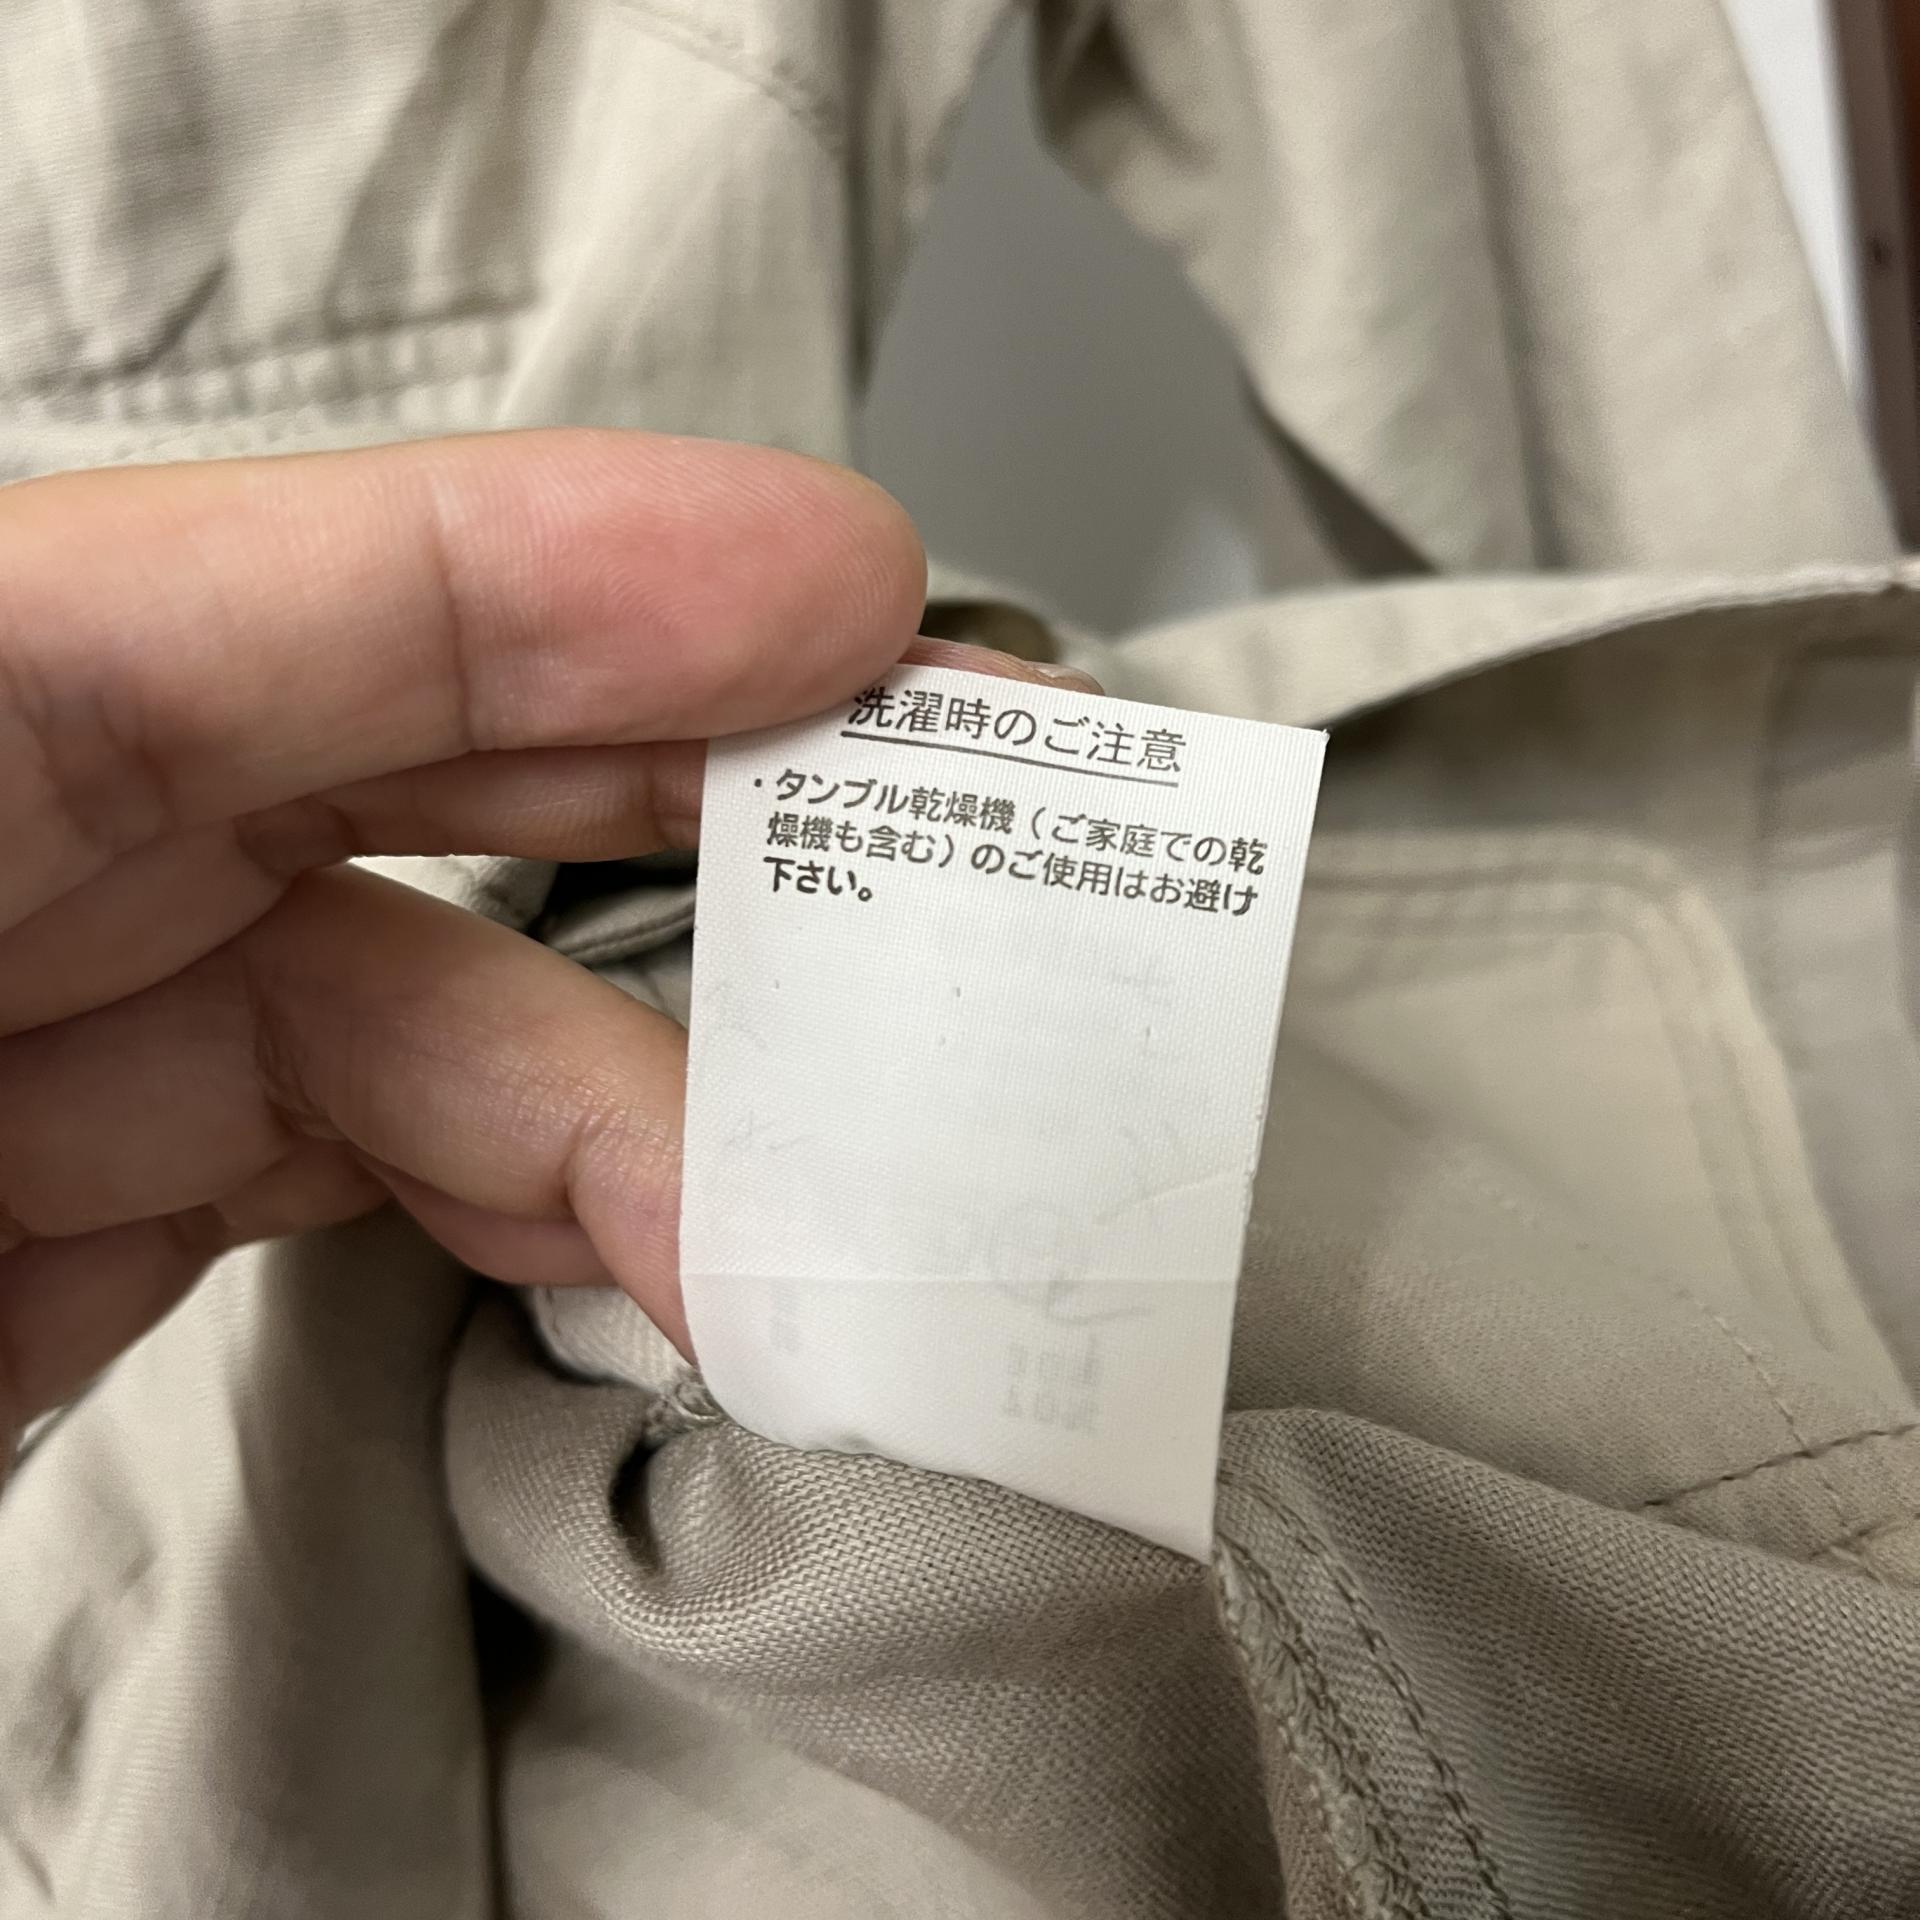 洗濯時のご注意
・タンブル乾燥機（ご家庭での乾
燥機も含む）のご使用はお避け
下さい。